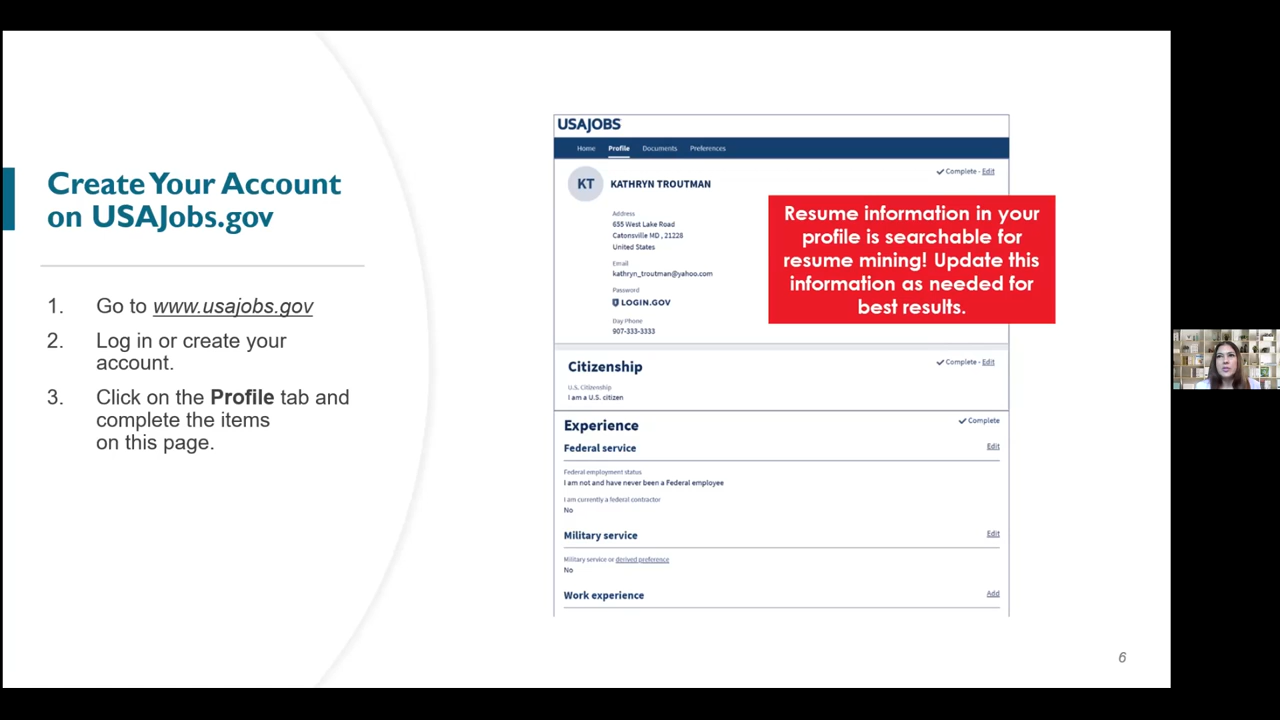 Create Your Account
on USAJobs.gov
1. Go to www.usajobs.gov
2. Log in or create your
account.
3. Click on the Profile tab and
complete the items
on this page.
USAJOBS
Home Profile Documents Preferences
KT
KATHRYN TROUTMAN
Complete - Edit
Address
655 West Lake Road
Catonsville MD , 21228
United States
Email
kathryn_troutman@yahoo.com
Password
LOGIN.GOV
Day Phone
907-333-3333
Resume information in your
profile is searchable for
resume mining! Update this
information as needed for
best results.
Citizenship
Complete - Edit
U.S. Citizenship
I am a U.S. citizen
Experience
Complete
Federal service
Edit
Federal employment status
I am not and have never been a Federal employee
I am currently a federal contractor
No
Military service
Edit
Military service or derived preference
No
Work experience
Add
6